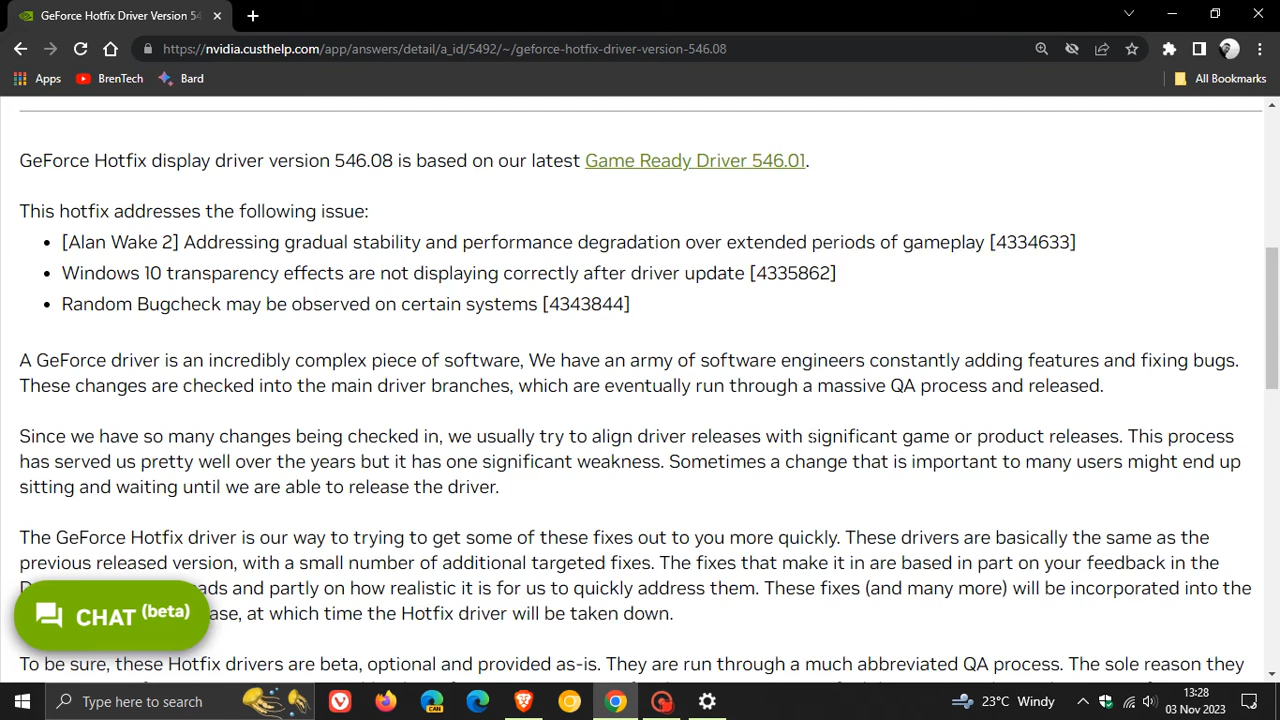 GeForce Hotfix Driver Version 54
https://nvidia.custhelp.com/app/answers/detail/a_id/5492/~/geforce-hotfix-driver-version-546.08
Apps
BrenTech
Bard
All Bookmarks
GeForce Hotfix display driver version 546.08 is based on our latest Game Ready Driver 546.01.
This hotfix addresses the following issue:
• [Alan Wake 2] Addressing gradual stability and performance degradation over extended periods of gameplay [4334633]
• Windows 10 transparency effects are not displaying correctly after driver update [4335862]
• Random Bugcheck may be observed on certain systems [4343844]
A GeForce driver is an incredibly complex piece of software, We have an army of software engineers constantly adding features and fixing bugs.
These changes are checked into the main driver branches, which are eventually run through a massive QA process and released.
Since we have so many changes being checked in, we usually try to align driver releases with significant game or product releases. This process
has served us pretty well over the years but it has one significant weakness. Sometimes a change that is important to many users might end up
sitting and waiting until we are able to release the driver.
The GeForce Hotfix driver is our way to trying to get some of these fixes out to you more quickly. These drivers are basically the same as the
previous released version, with a small number of additional targeted fixes. The fixes that make it in are based in part on your feedback in the
ads and partly on how realistic it is for us to quickly address them. These fixes (and many more) will be incorporated into the
ase, at which time the Hotfix driver will be taken down.
CHAT (beta)
To be sure, these Hotfix drivers are beta, optional and provided as-is. They are run through a much abbreviated QA process. The sole reason they
Type here to search
CAN
23°C Windy
13:28
03 Nov 2023